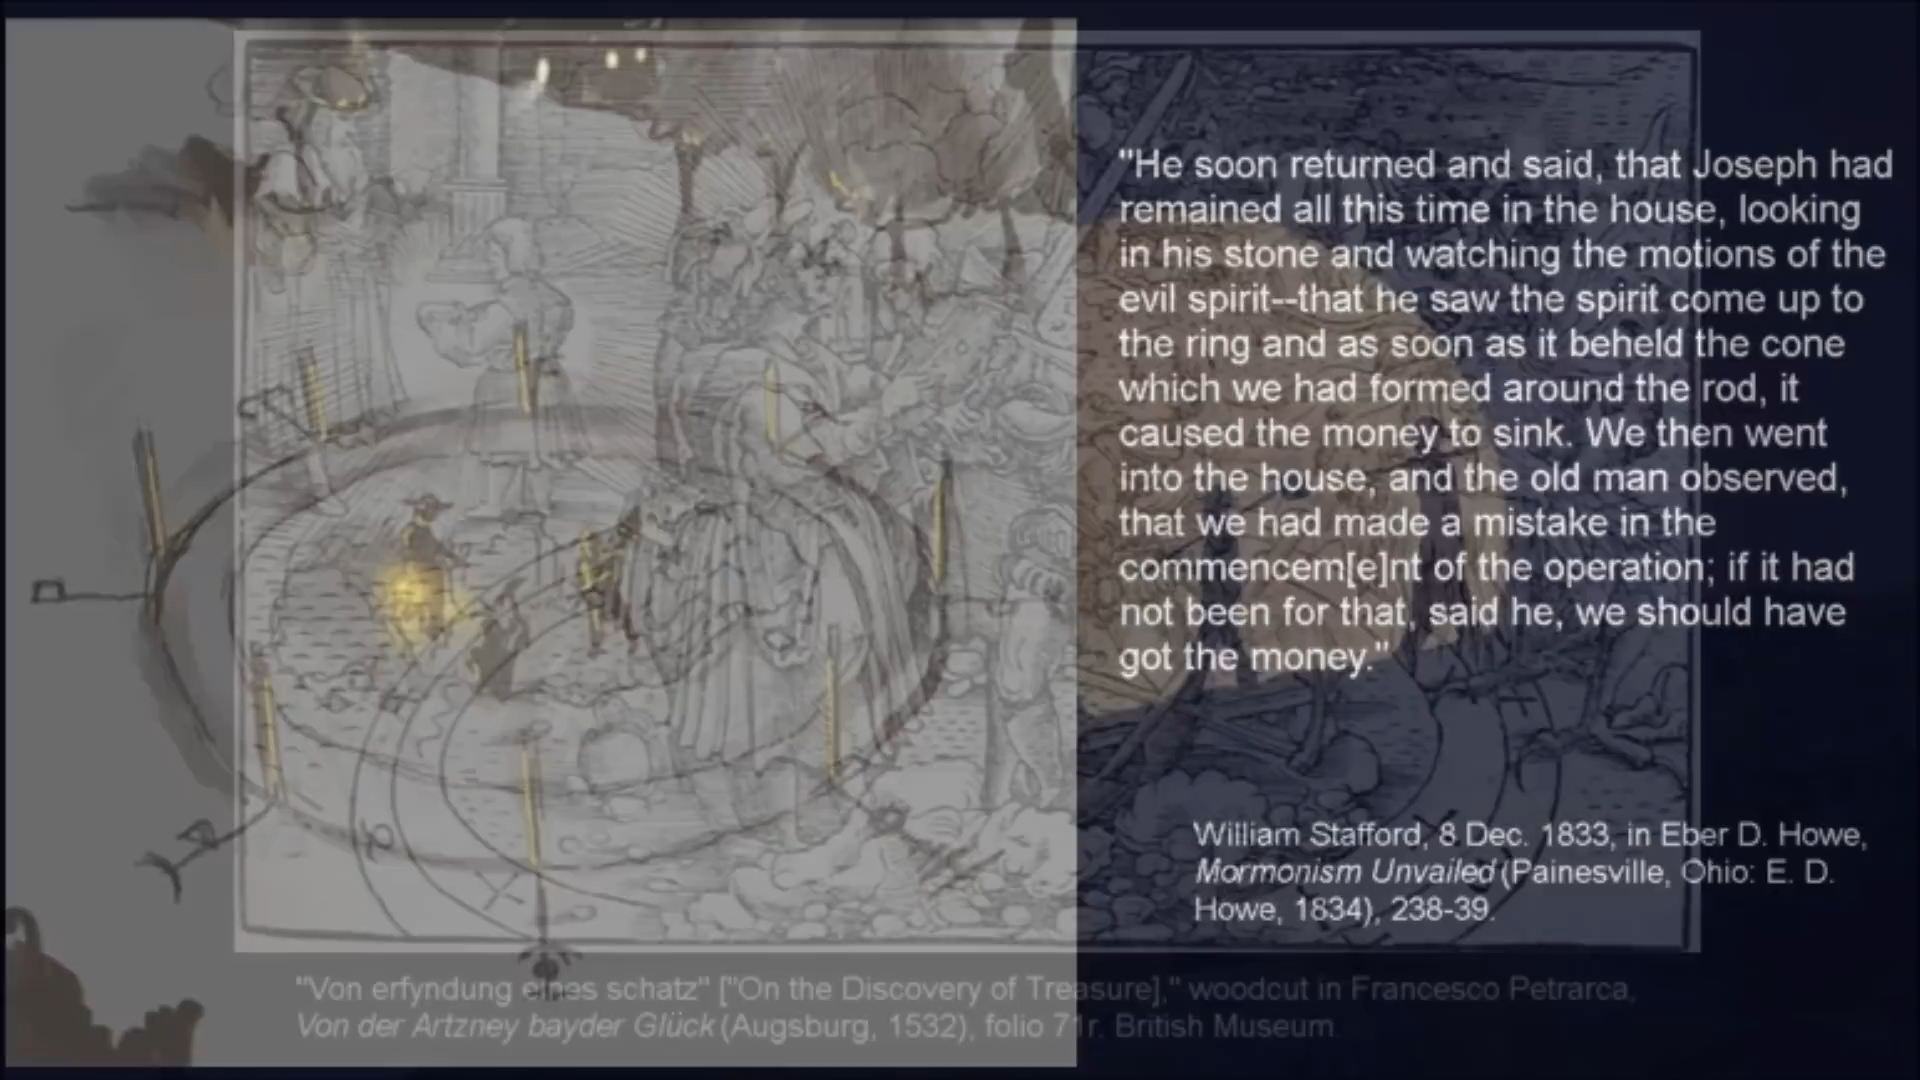 "He soon returned and said, that Joseph had
remained all this time in the house, looking
in his stone and watching the motions of the
evil spirit--that he saw the spirit come up to
the ring and as soon as it beheld the cone
which we had formed around the rod, it
caused the money to sink. We then went
into the house, and the old man observed,
that we had made a mistake in the
commencem[e]nt of the operation; if it had
not been for that, said he, we should have
got the money."
William Stafford, 8 Dec. 1833, in Eber D. Howe,
Mormonism Unvailed (Painesville, Ohio: E. D.
Howe, 1834), 238-39.
"Von erfyndung eines schatz" ["On the Discovery of Treasure]," woodcut in Francesco Petrarca,
Von der Artzney bayder Glück (Augsburg, 1532), folio 71r. British Museum.